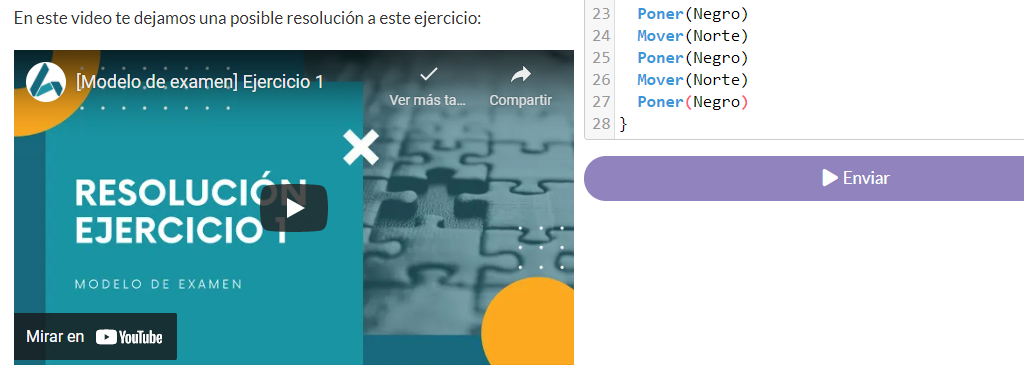 En este video te dejamos una posible resolución a este ejercicio:
[Modelo de examen] Ejercicio 1
Ver más ta...
Compartir
RESOLUCIÓN
EJERCICIO 1
MODELO DE EXAMEN
Mirar en YouTube
23 Poner(Negro)
24 Mover(Norte)
25 Poner(Negro)
26 Mover(Norte)
27 Poner(Negro)
28 }
Enviar